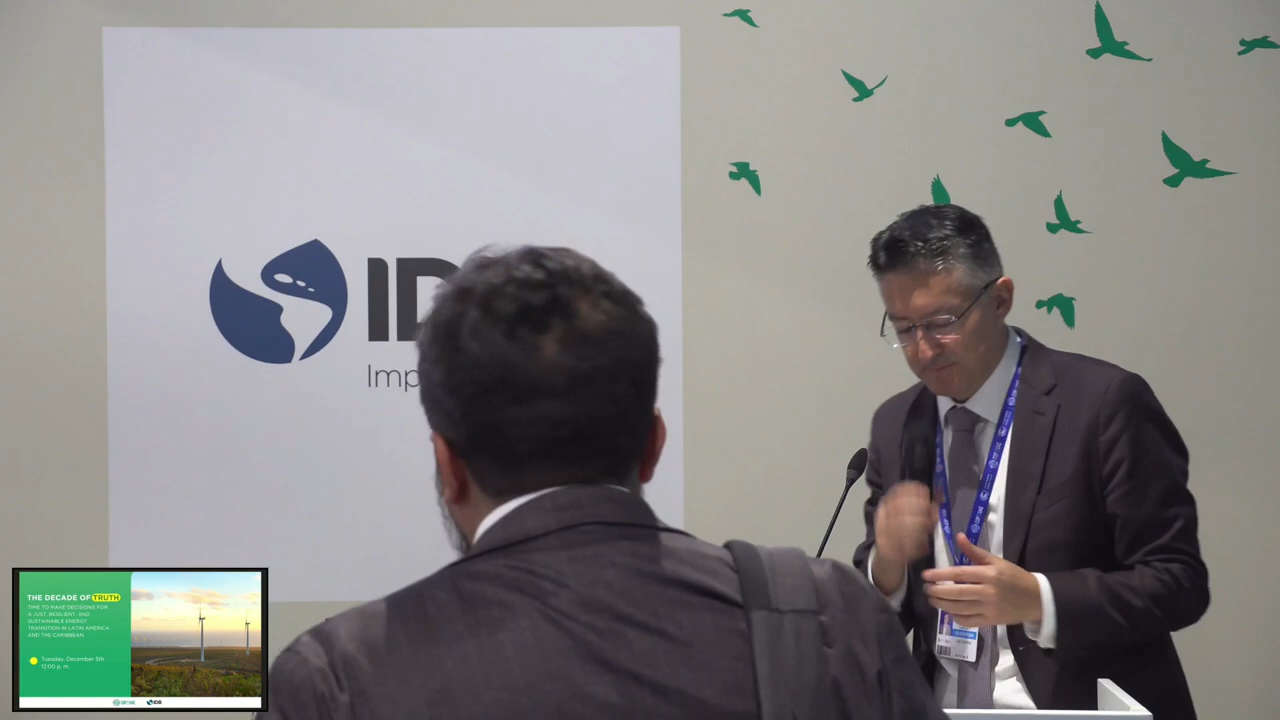 ID
Imp
THE DECADE OF TRUTH
TIME TO MAKE DECISIONS FOR
A JUST, RESILIENT, AND
SUSTAINABLE ENERGY
TRANSITION IN LATIN AMERICA
AND THE CARIBBEAN.
Tuesday, December 5th
12:00 p. m.
IDB